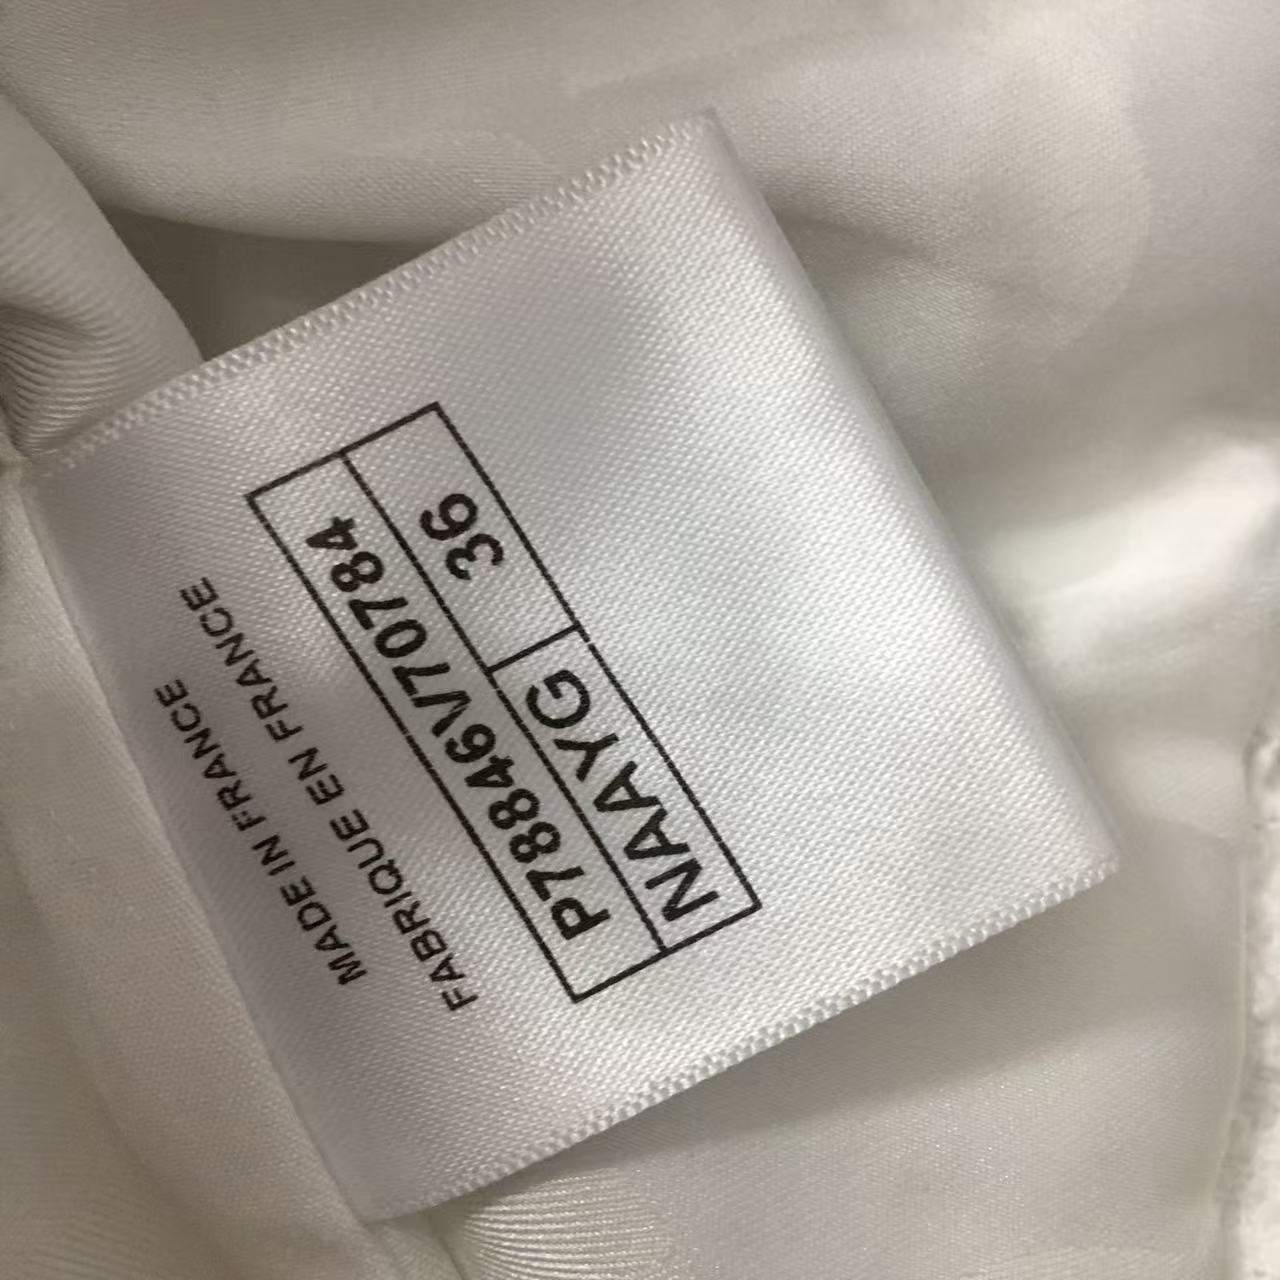 MADE IN FRANCE
FABRIQUE EN FRANCE
P78846V70784
NAAYG 36